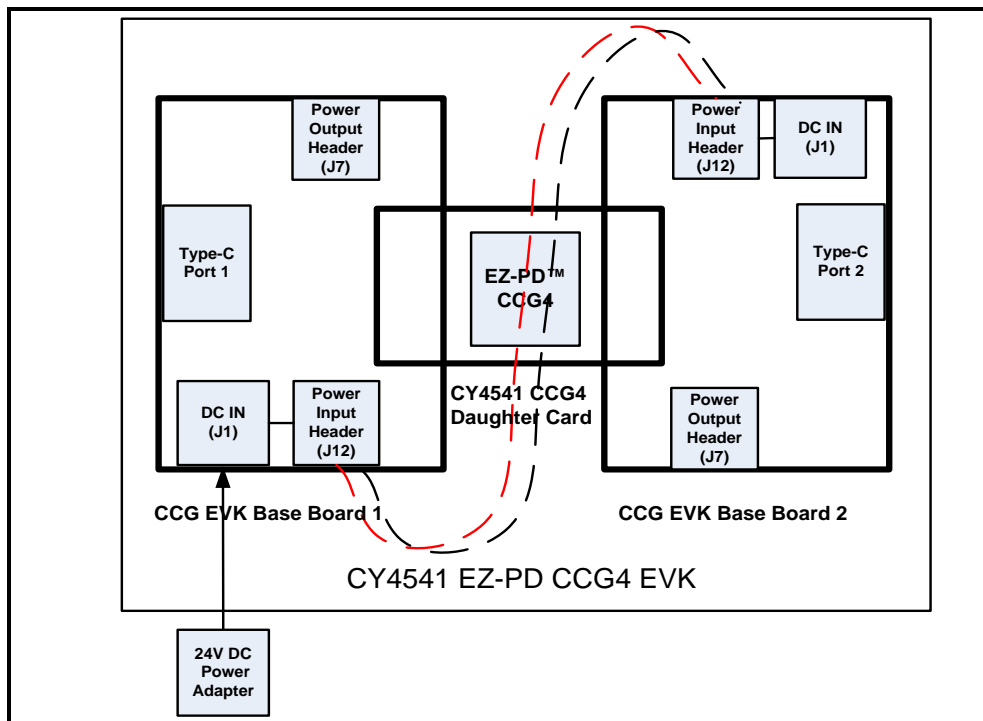 Power
Output
Header
(J7)
Power
Input
Header
(J12)
DC IN
(J1)
Type-C
Port 1
EZ-PD™
CCG4
Type-C
Port 2
DC IN
(J1)
Power
Input
Header
(J12)
CY4541 CCG4
Daughter Card
Power
Output
Header
(J7)
CCG EVK Base Board 1
CCG EVK Base Board 2
CY4541 EZ-PD CCG4 EVK
24V DC
Power
Adapter